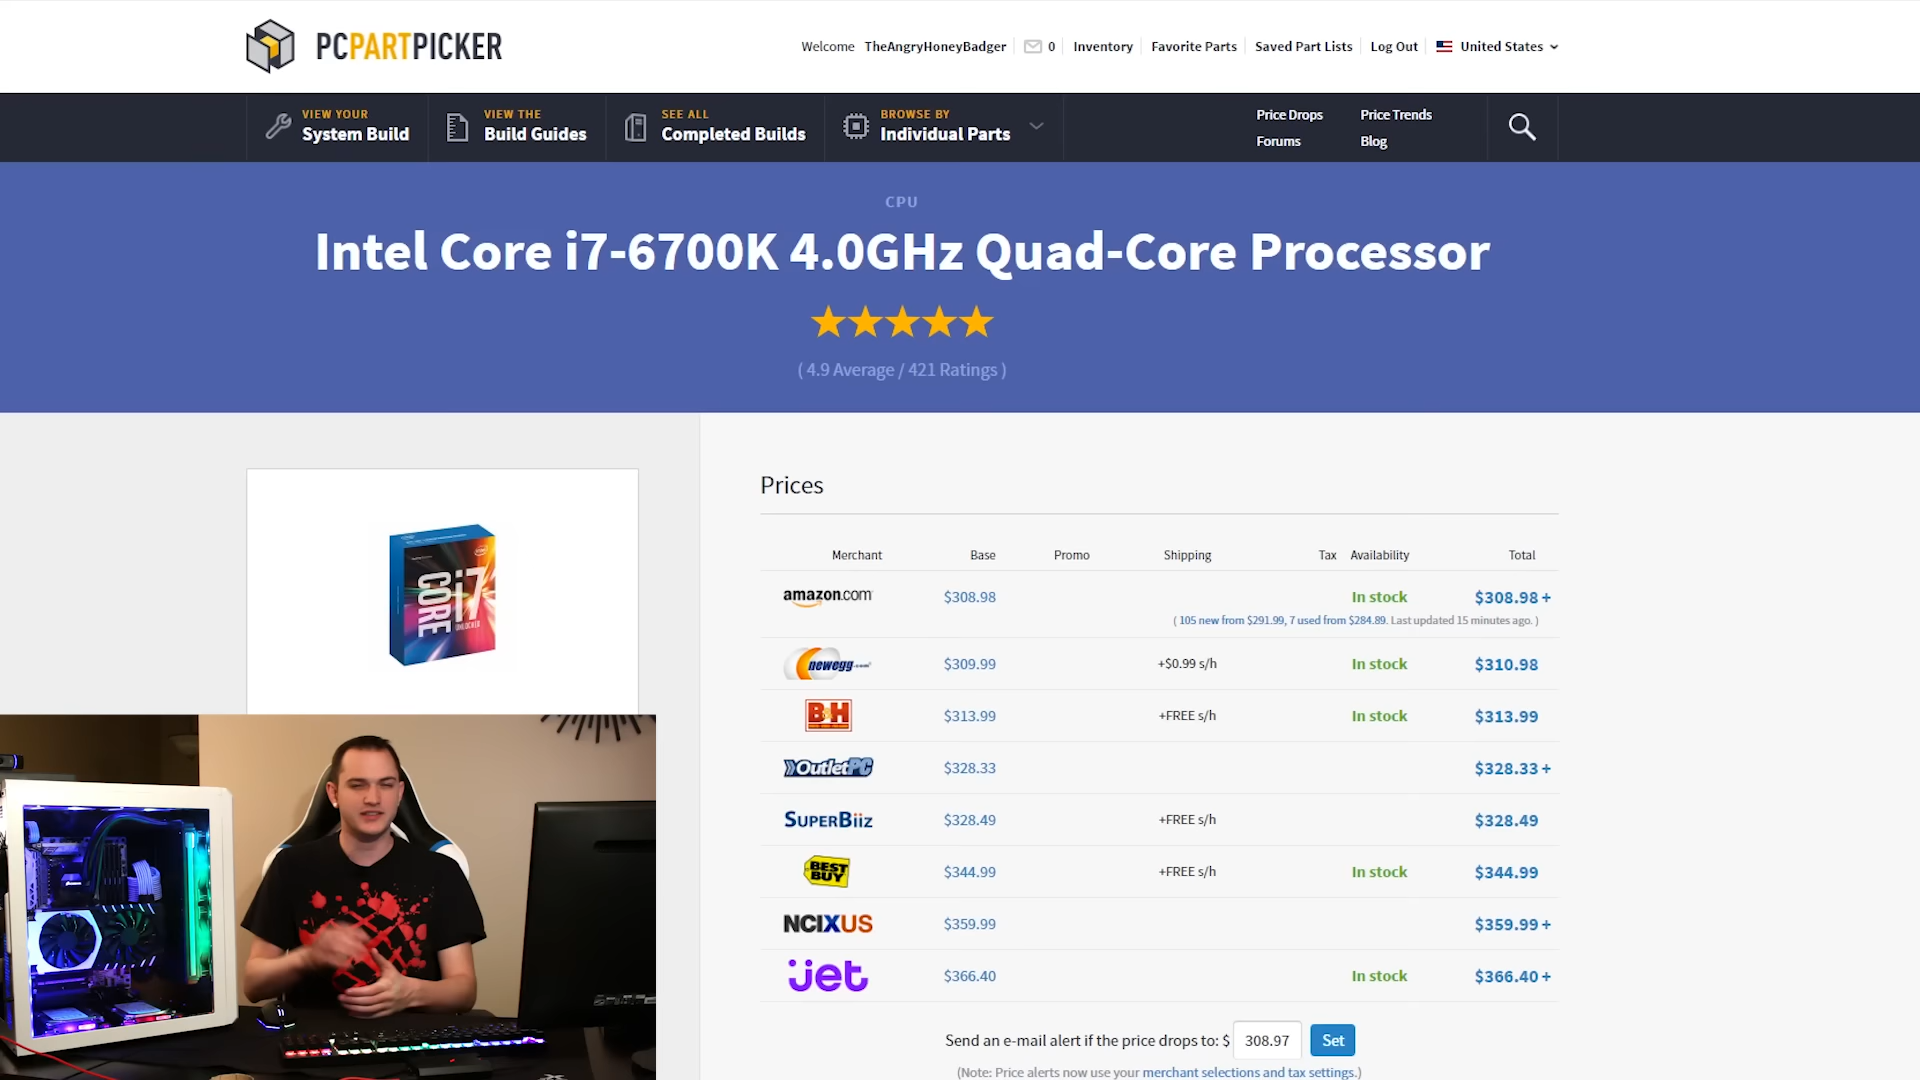 PCPARTPICKER
Welcome TheAngryHoneyBadger 0 Inventory Favorite Parts Saved Part Lists Log Out United States
VIEW YOUR
System Build
VIEW THE
Build Guides
SEE ALL
Completed Builds
BROWSE BY
Individual Parts
Price Drops
Price Trends
Forums
Blog
CPU
Intel Core i7-6700K 4.0GHz Quad-Core Processor
( 4.9 Average / 421 Ratings )
CORE i7
Prices
Merchant Base Promo Shipping Tax Availability Total
amazon.com $308.98 In stock $308.98 +
( 105 new from $291.99, 7 used from $284.89. Last updated 15 minutes ago. )
newegg.com $309.99 +$0.99 s/h In stock $310.98
B&H $313.99 +FREE s/h In stock $313.99
OutletPC $328.33 $328.33 +
SUPERBiiz $328.49 +FREE s/h $328.49
BEST BUY $344.99 +FREE s/h In stock $344.99
NCIXUS $359.99 $359.99 +
jet $366.40 In stock $366.40 +
Send an e-mail alert if the price drops to: $ 308.97 Set
(Note: Price alerts now use your merchant selections and tax settings.)